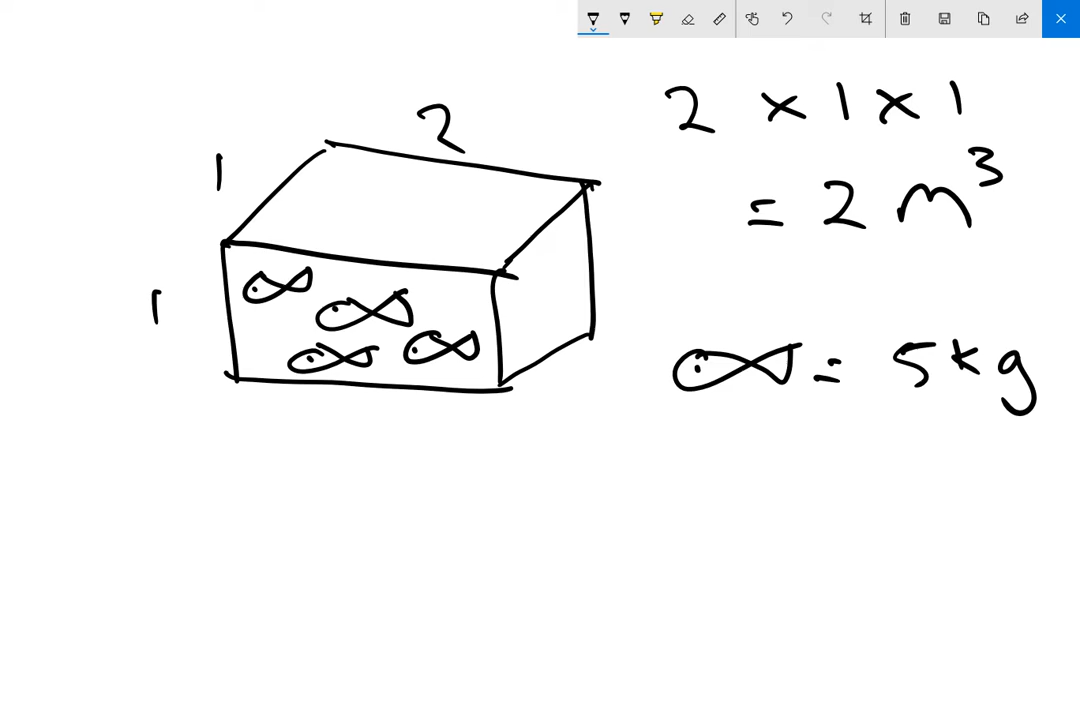 2
1
1
2 x 1 x 1
= 2 m³
= 5kg